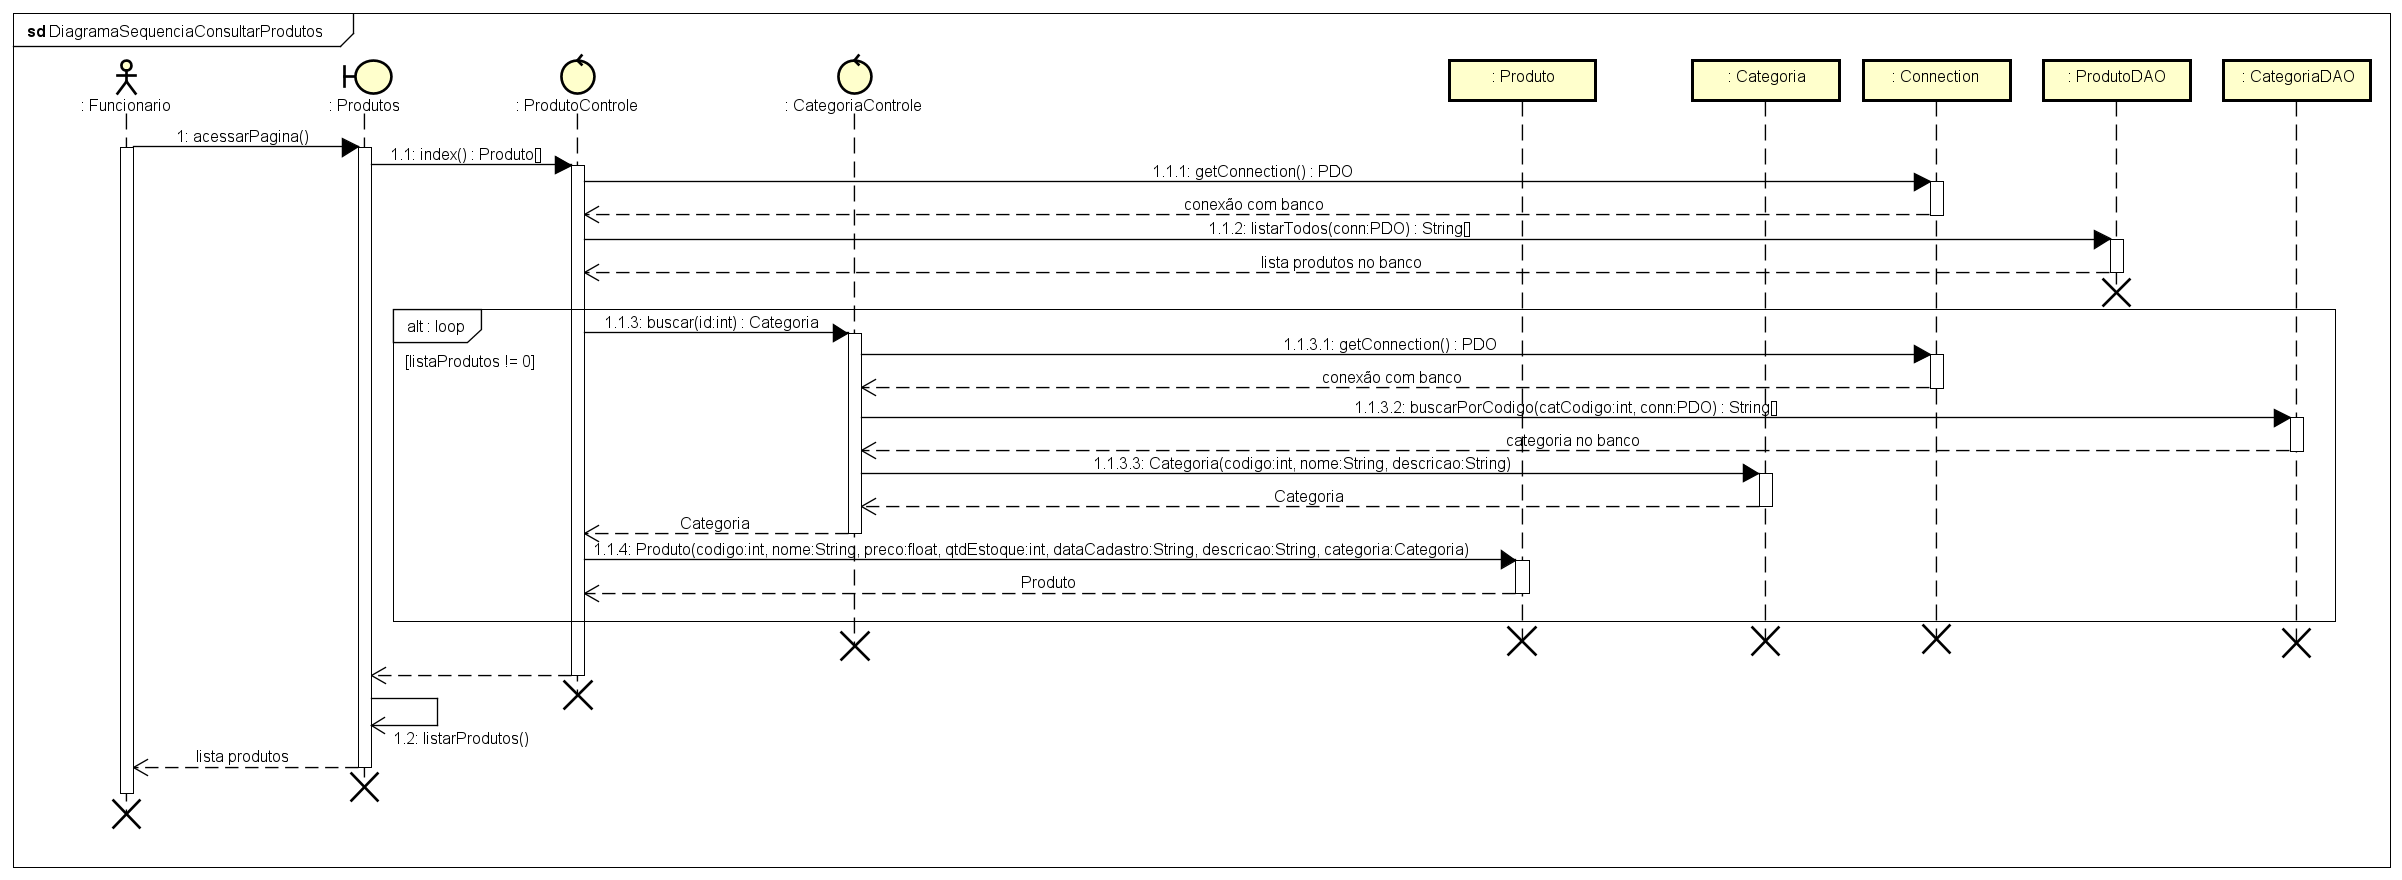 sd DiagramaSequenciaConsultarProdutos
: Funcionario
: Produtos
: ProdutoControle
: CategoriaControle
: Produto
: Categoria
: Connection
: ProdutoDAO
: CategoriaDAO
1: acessarPagina()
1.1: index() : Produto[]
1.1.1: getConnection() : PDO
conexão com banco
1.1.2: listarTodos(conn:PDO) : String[]
lista produtos no banco
alt : loop
[listaProdutos != 0]
1.1.3: buscar(id:int) : Categoria
1.1.3.1: getConnection() : PDO
conexão com banco
1.1.3.2: buscarPorCodigo(catCodigo:int, conn:PDO) : String[]
categoria no banco
1.1.3.3: Categoria(codigo:int, nome:String, descricao:String)
Categoria
Categoria
1.1.4: Produto(codigo:int, nome:String, preco:float, qtdEstoque:int, dataCadastro:String, descricao:String, categoria:Categoria)
Produto
1.2: listarProdutos()
lista produtos